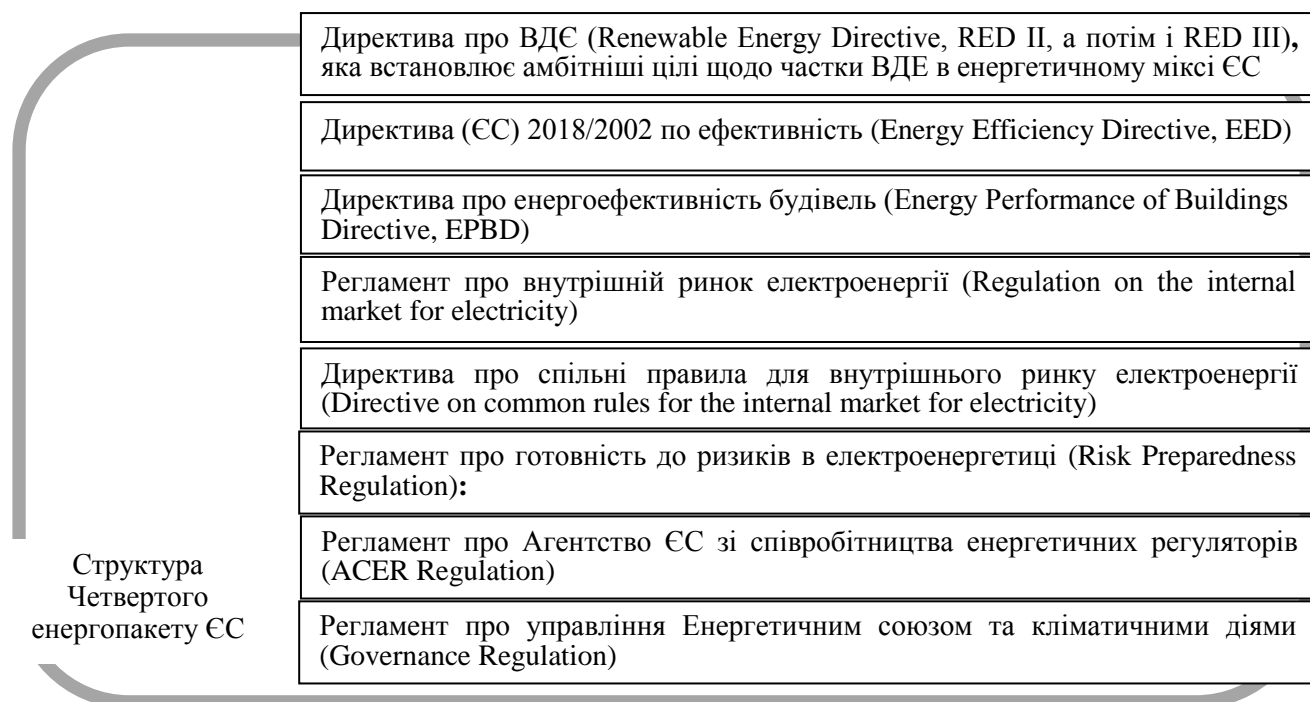 Директива про ВДЄ (Renewable Energy Directive, RED II, а потім і RED III),
яка встановлює амбітніші цілі щодо частки ВДЕ в енергетичному міксі ЄС
Директива (ЄС) 2018/2002 по ефективність (Energy Efficiency Directive, EED)
Директива про енергоефективність будівель (Energy Performance of Buildings
Directive, EPBD)
Регламент про внутрішній ринок електроенергії (Regulation on the internal
market for electricity)
Директива про спільні правила для внутрішнього ринку електроенергії
(Directive on common rules for the internal market for electricity)
Регламент про готовність до ризиків в електроенергетиці (Risk Preparedness
Regulation):
Регламент про Агентство ЄС зі співробітництва енергетичних регуляторів
(ACER Regulation)
Регламент про управління Енергетичним союзом та кліматичними діями
(Governance Regulation)
Структура
Четвертого
енергопакету ЄС